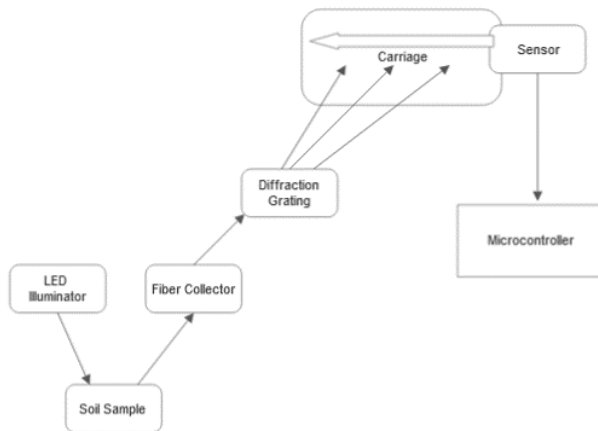 Sensor
Carriage
Diffraction
Grating
Microcontroller
LED
Illuminator
Fiber Collector
Soil Sample